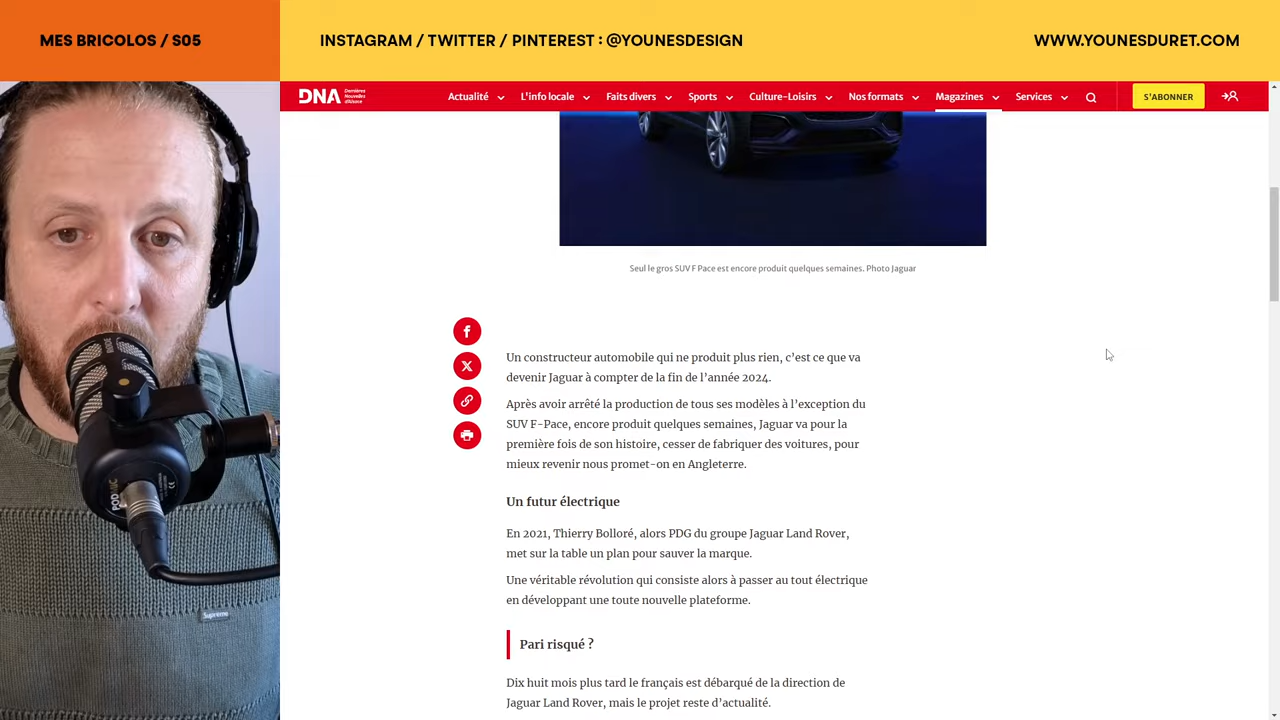 MES BRICOLOS / S05
INSTAGRAM / TWITTER / PINTEREST : @YOUNESDESIGN
WWW.YOUNESDURET.COM
DNA Dernières Nouvelles d'Alsace
Actualité
L'info locale
Faits divers
Sports
Culture-Loisirs
Nos formats
Magazines
Services
S'ABONNER
Seul le gros SUV F Pace est encore produit quelques semaines. Photo Jaguar
Un constructeur automobile qui ne produit plus rien, c'est ce que va
devenir Jaguar à compter de la fin de l'année 2024.
Après avoir arrêté la production de tous ses modèles à l'exception du
SUV F-Pace, encore produit quelques semaines, Jaguar va pour la
première fois de son histoire, cesser de fabriquer des voitures, pour
mieux revenir nous promet-on en Angleterre.
Un futur électrique
En 2021, Thierry Bolloré, alors PDG du groupe Jaguar Land Rover,
met sur la table un plan pour sauver la marque.
Une véritable révolution qui consiste alors à passer au tout électrique
en développant une toute nouvelle plateforme.
Pari risqué ?
Dix huit mois plus tard le français est débarqué de la direction de
Jaguar Land Rover, mais le projet reste d'actualité.
PODMIC
Supreme